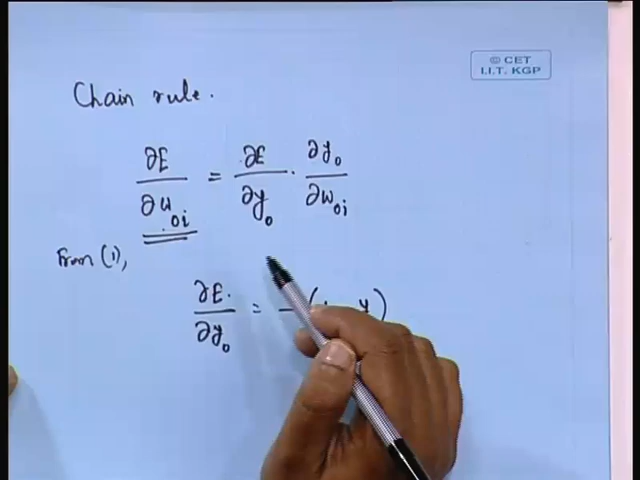 © CET
I.I.T. KGP
Chain rule.
∂E/∂w_oi = ∂E/∂y_o · ∂y_o/∂w_oi
From (1),
∂E/∂y_o = − ( y )